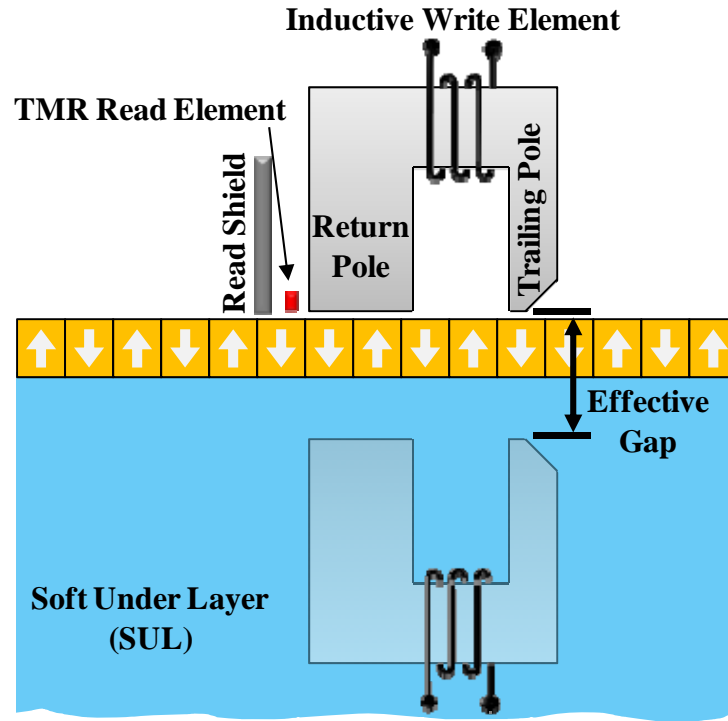 Inductive Write Element
TMR Read Element
Read Shield
Return
Pole
Trailing Pole
Effective
Gap
Soft Under Layer
(SUL)